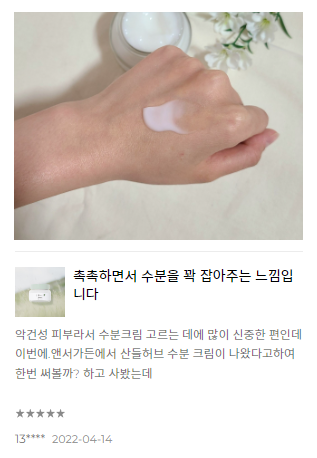 촉촉하면서 수분을 꽉 잡아주는 느낌입
니다
악건성 피부라서 수분크림 고르는 데에 많이 신중한 편인데
이번에.앤서가든에서 산들허브 수분 크림이 나왔다고하여
한번 써볼까? 하고 사봤는데
★★★★★
13**** 2022-04-14